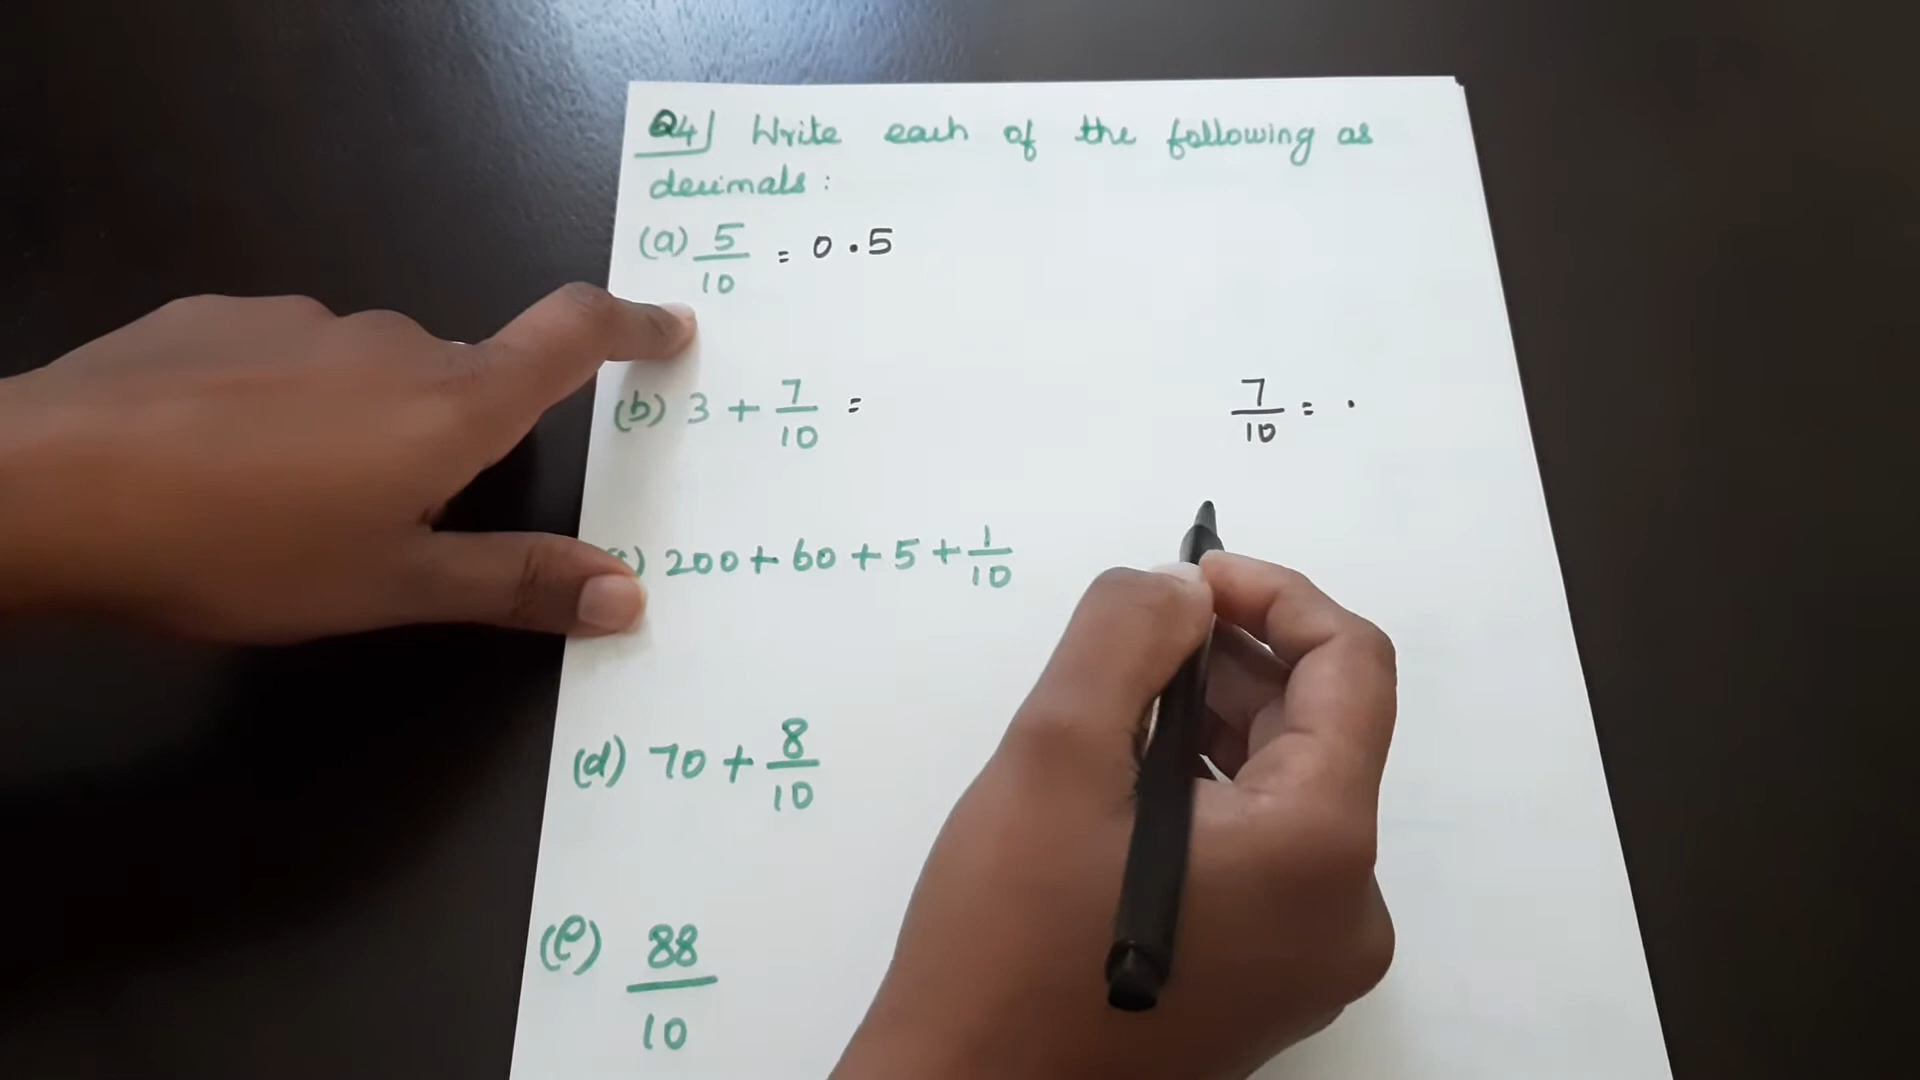 Q4 Write each of the following as
decimals :
(a) 5/10 = 0.5
(b) 3 + 7/10 =
7/10 = .
) 200 + 60 + 5 + 1/10
(d) 70 + 8/10
(e) 88/10